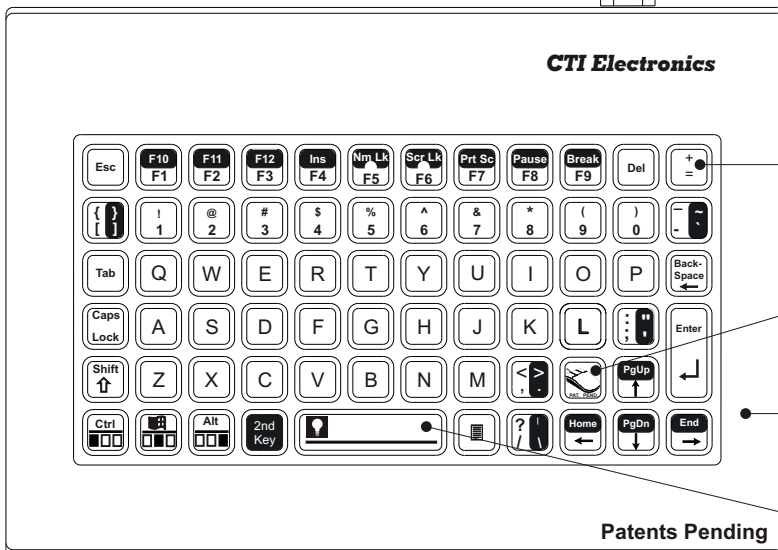 CTI Electronics
Esc F10 F11 F12 Ins Nm Lk Scr Lk Prt Sc Pause Break Del +
F1 F2 F3 F4 F5 F6 F7 F8 F9 =
{ } ! @ # $ % ^ & * ( ) _ ~
[ ] 1 2 3 4 5 6 7 8 9 0 - `
Tab Q W E R T Y U I O P Back-
Space
Caps A S D F G H J K L : " Enter
Lock ; '
Shift Z X C V B N M < > PgUp
, . PAT. PEND.
Ctrl Alt 2nd ? | Home PgDn End
Key / \
Patents Pending